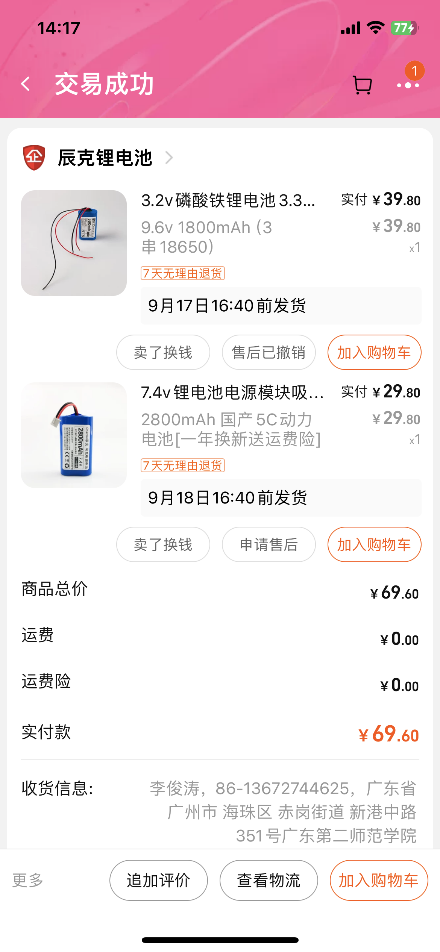 14:17
77
交易成功
1
企
辰克锂电池
3.2v磷酸铁锂电池3.3... 实付 ¥39.80
9.6v 1800mAh (3 ¥39.80
串18650) x1
7天无理由退货
9月17日16:40前发货
卖了换钱 售后已撤销 加入购物车
7.4v锂电池电源模块吸... 实付 ¥29.80
2800mAh 国产5C动力 ¥29.80
电池[一年换新送运费险] x1
2800mAh
7天无理由退货
9月18日16:40前发货
卖了换钱 申请售后 加入购物车
商品总价 ¥69.60
运费 ¥0.00
运费险 ¥0.00
实付款 ¥69.60
收货信息: 李俊涛，86-13672744625，广东省
广州市 海珠区 赤岗街道 新港中路
351号广东第二师范学院
更多 追加评价 查看物流 加入购物车